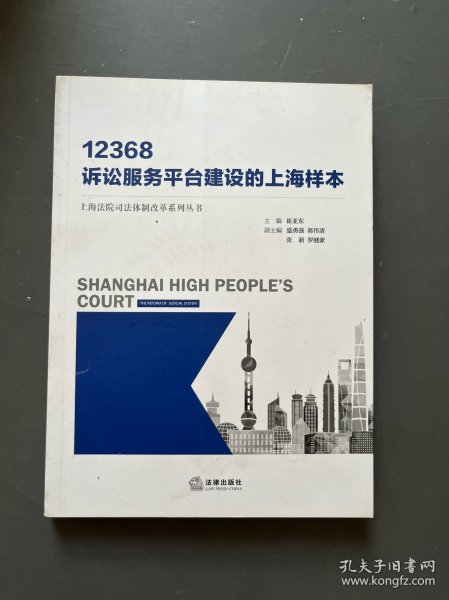 12368
诉讼服务平台建设的上海样本
上海法院司法体制改革系列丛书
主 编 崔亚东
副主编 盛勇强 郭伟清
张 新 罗健豪
SHANGHAI HIGH PEOPLE'S
COURT THE REFORM OF JUDICIAL SYSTEM
法律出版社
LAW PRESS·CHINA
孔夫子旧书网
www.kongfz.com